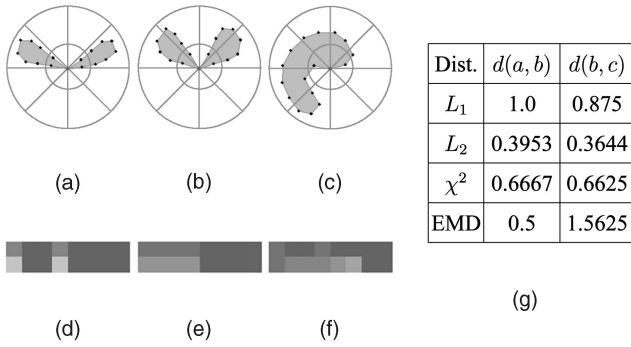 (a) (b) (c)
(d) (e) (f)
Dist. d(a, b) d(b, c)
L₁ 1.0 0.875
L₂ 0.3953 0.3644
χ² 0.6667 0.6625
EMD 0.5 1.5625
(g)